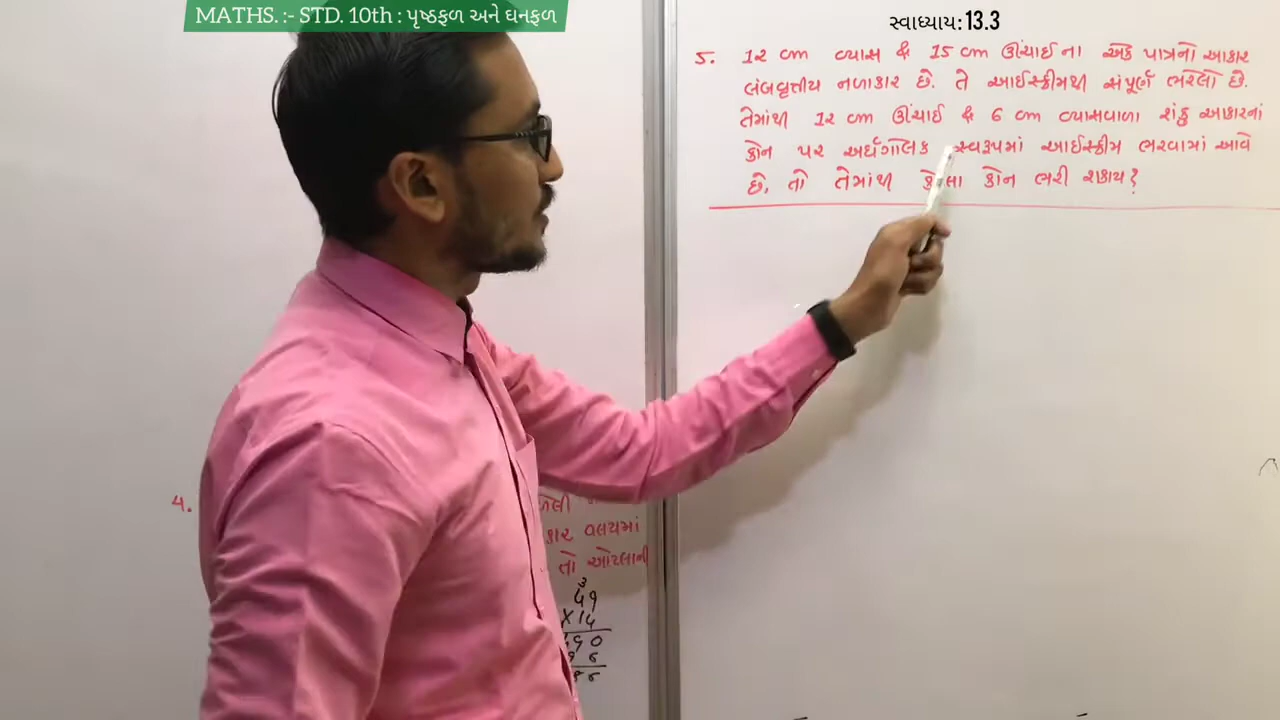 MATHS. :- STD. 10th : પૃષ્ઠફળ અને ઘનફળ
સ્વાધ્યાય: 13.3
5. 12 cm વ્યાસ & 15 cm ઊંચાઈ ના એક પાત્રનો આકાર
લંબવૃત્તીય નળાકાર છે. તે આઈસ્ક્રીમથી સંપૂર્ણ ભરેલો છે.
તેમાંથી 12 cm ઊંચાઈ & 6 cm વ્યાસવાળા શંકુ આકારનાં
કોન પર અર્ધગોલક સ્વરૂપમાં આઈસ્ક્રીમ ભરવામાં આવે
છે. તો તેમાંથી કોન ભરી શકાય?
4.
વલયમાં
તો ઓટલાની